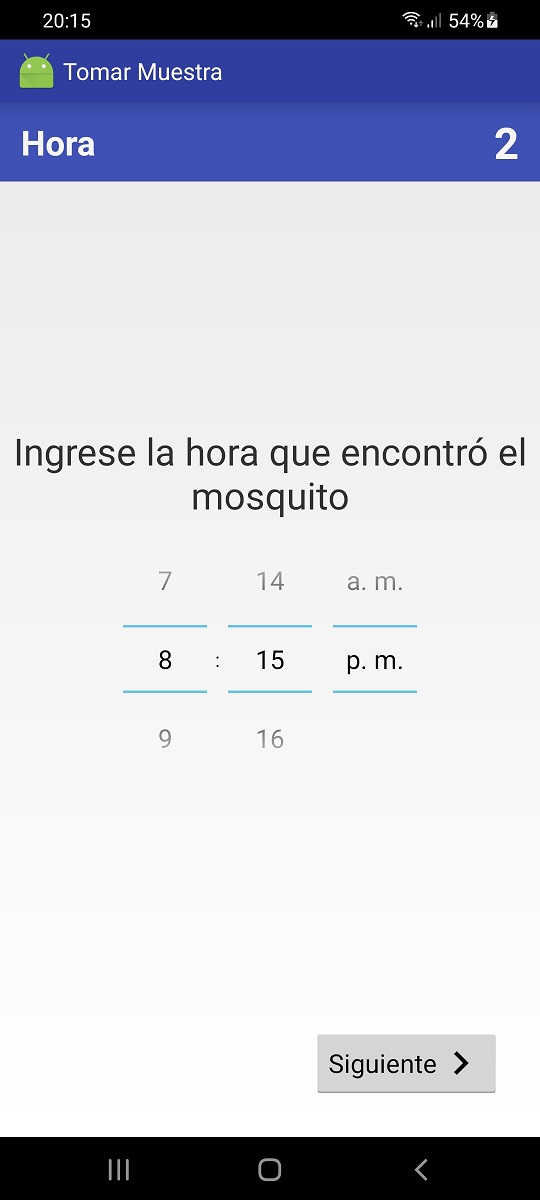 20:15 54%
Tomar Muestra
Hora 2
Ingrese la hora que encontró el
mosquito
7 14 a. m.
8 : 15 p. m.
9 16
Siguiente